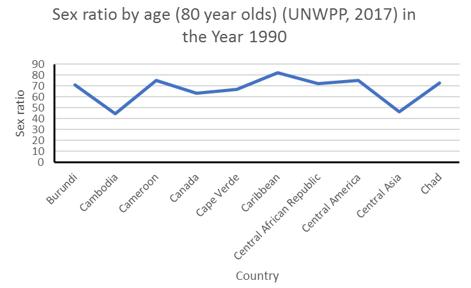 Sex ratio by age (80 year olds) (UNWPP, 2017) in
the Year 1990
90
80
70
60
50
40
30
20
10
0
Sex ratio
Burundi
Cambodia
Cameroon
Canada
Cape Verde
Caribbean
Central African Republic
Central America
Central Asia
Chad
Country